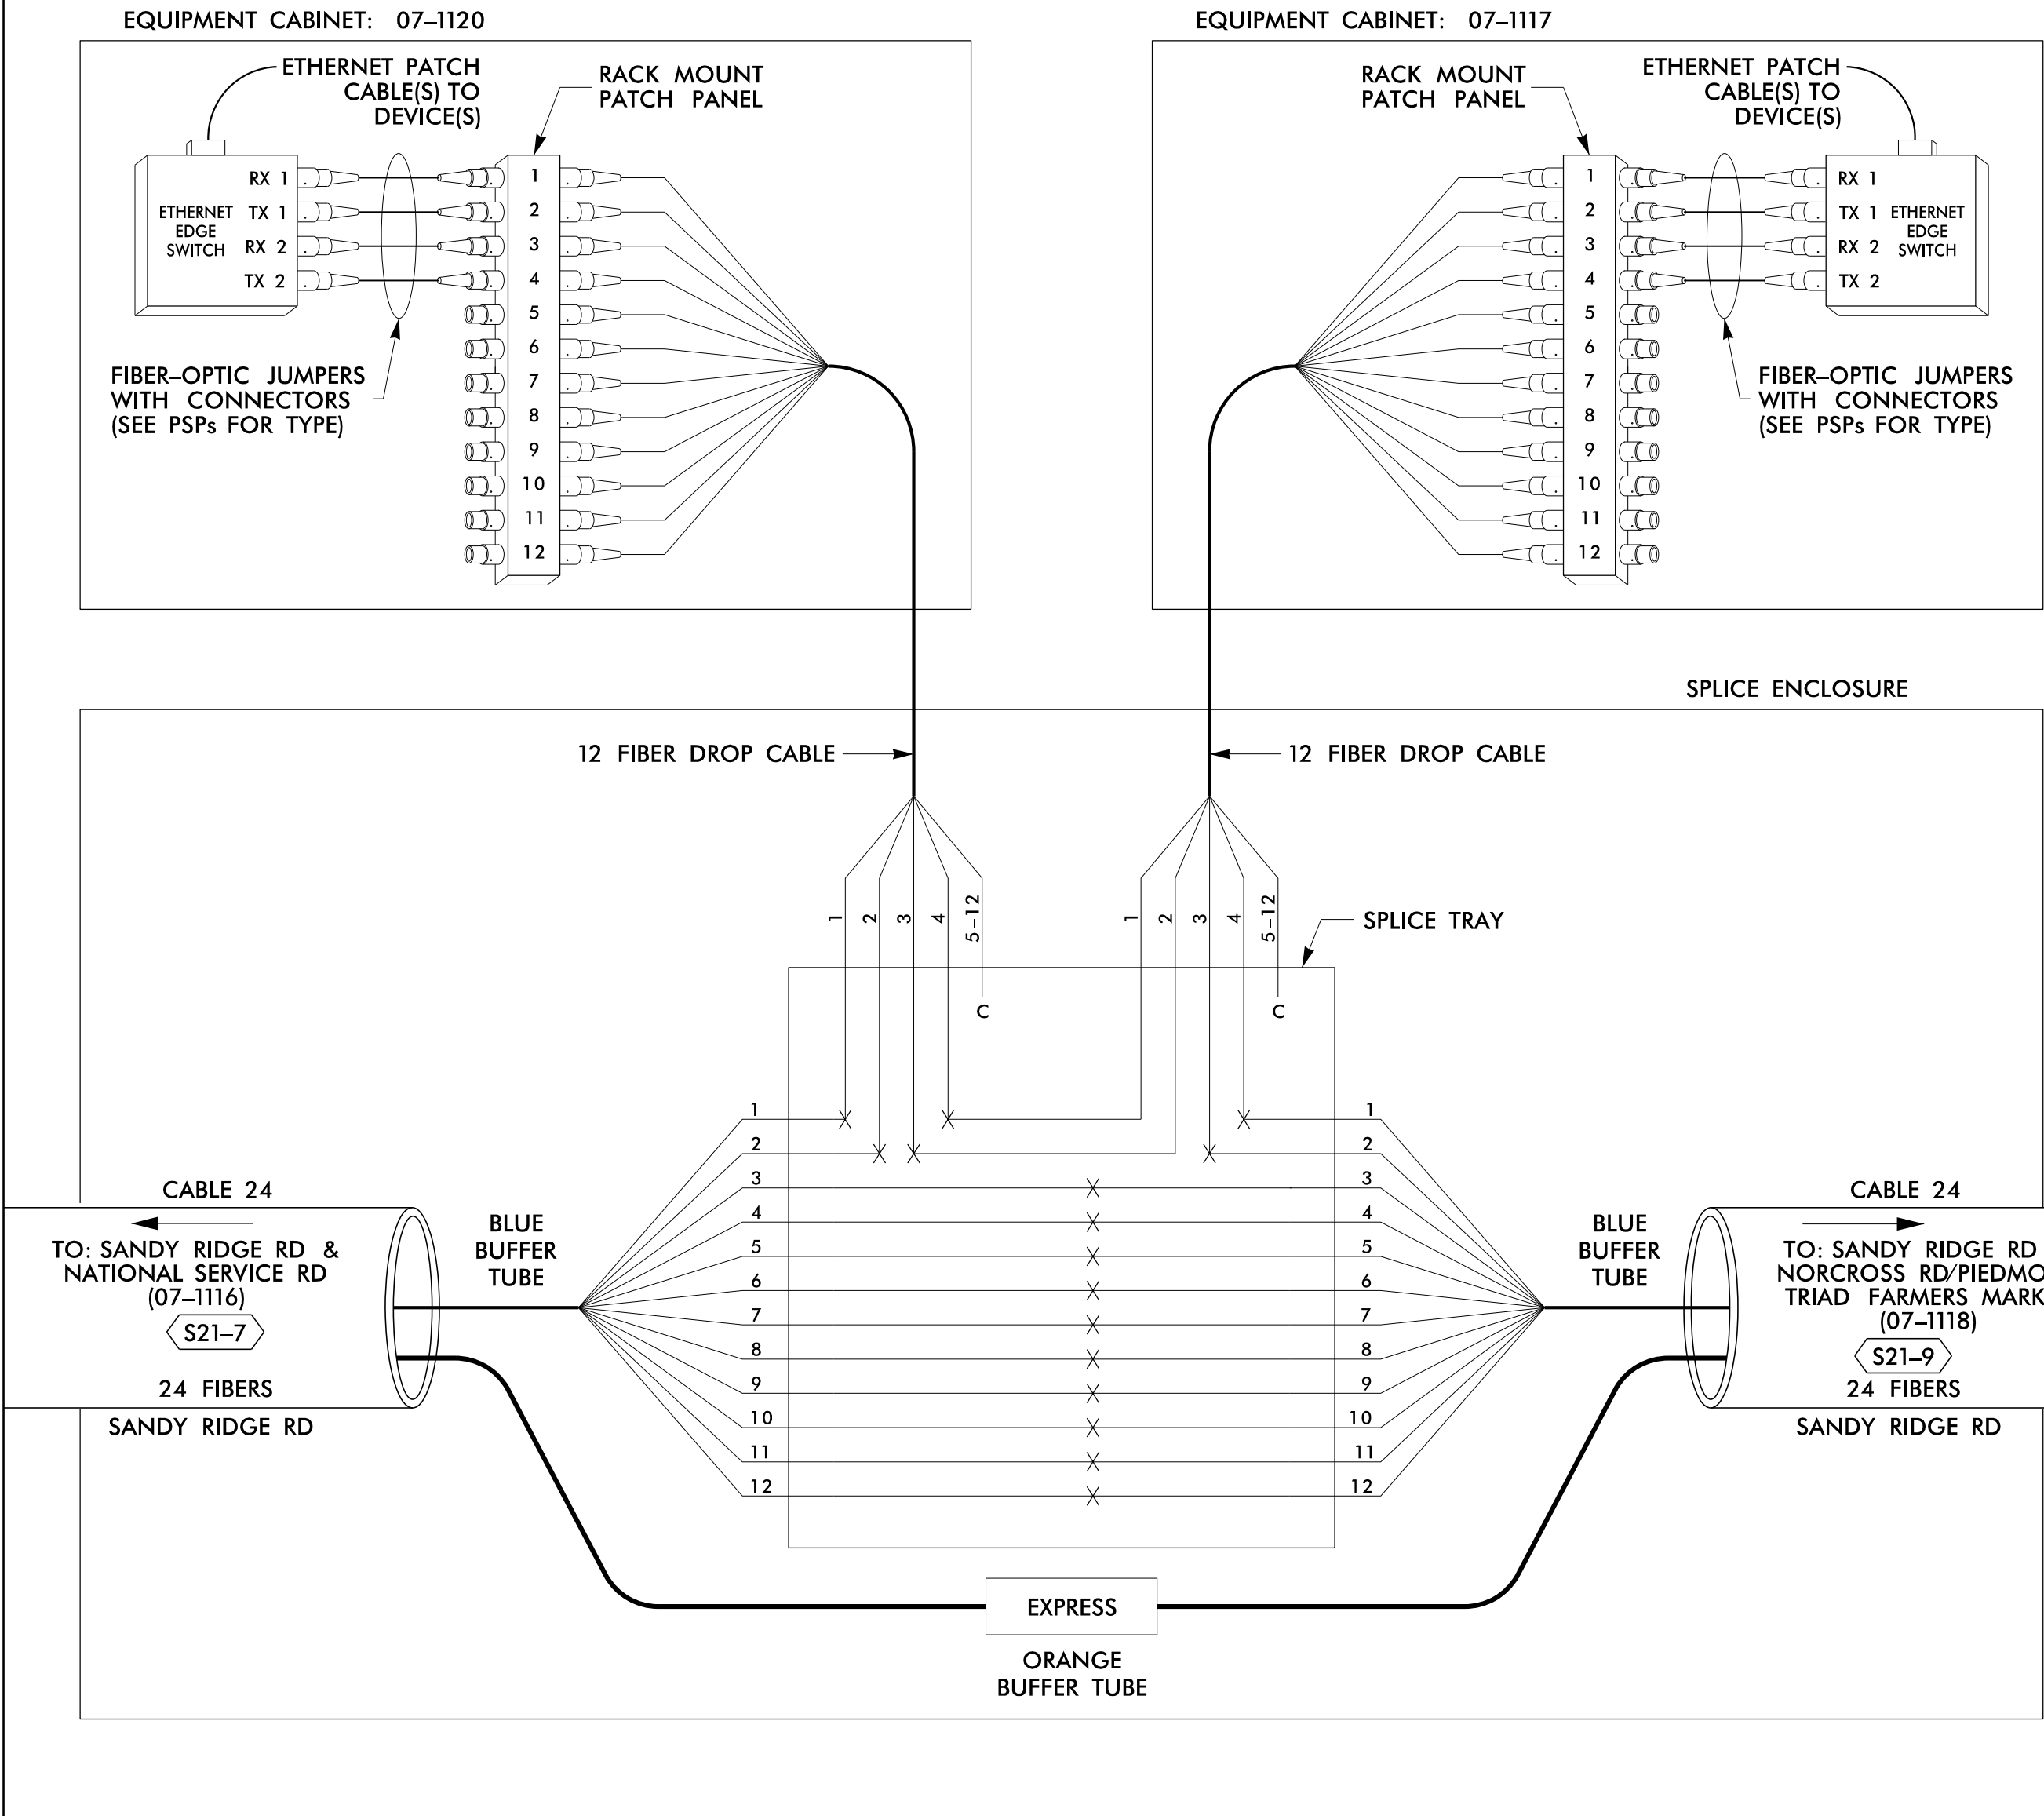 EQUIPMENT CABINET: 07–1120
ETHERNET PATCH
CABLE(S) TO
DEVICE(S)
RACK MOUNT
PATCH PANEL
RX 1
TX 1
RX 2
TX 2
ETHERNET
EDGE
SWITCH
1
2
3
4
5
6
7
8
9
10
11
12
FIBER–OPTIC JUMPERS
WITH CONNECTORS
(SEE PSPs FOR TYPE)
EQUIPMENT CABINET: 07–1117
RACK MOUNT
PATCH PANEL
ETHERNET PATCH
CABLE(S) TO
DEVICE(S)
1
2
3
4
5
6
7
8
9
10
11
12
RX 1
TX 1
RX 2
TX 2
ETHERNET
EDGE
SWITCH
FIBER–OPTIC JUMPERS
WITH CONNECTORS
(SEE PSPs FOR TYPE)
SPLICE ENCLOSURE
12 FIBER DROP CABLE
12 FIBER DROP CABLE
1
2
3
4
5–12
C
1
2
3
4
5–12
C
SPLICE TRAY
1
2
3
4
5
6
7
8
9
10
11
12
1
2
3
4
5
6
7
8
9
10
11
12
CABLE 24
TO: SANDY RIDGE RD &
NATIONAL SERVICE RD
(07–1116)
S21–7
24 FIBERS
SANDY RIDGE RD
BLUE
BUFFER
TUBE
BLUE
BUFFER
TUBE
CABLE 24
TO: SANDY RIDGE RD
NORCROSS RD/PIEDMO
TRIAD FARMERS MARK
(07–1118)
S21–9
24 FIBERS
SANDY RIDGE RD
EXPRESS
ORANGE
BUFFER TUBE